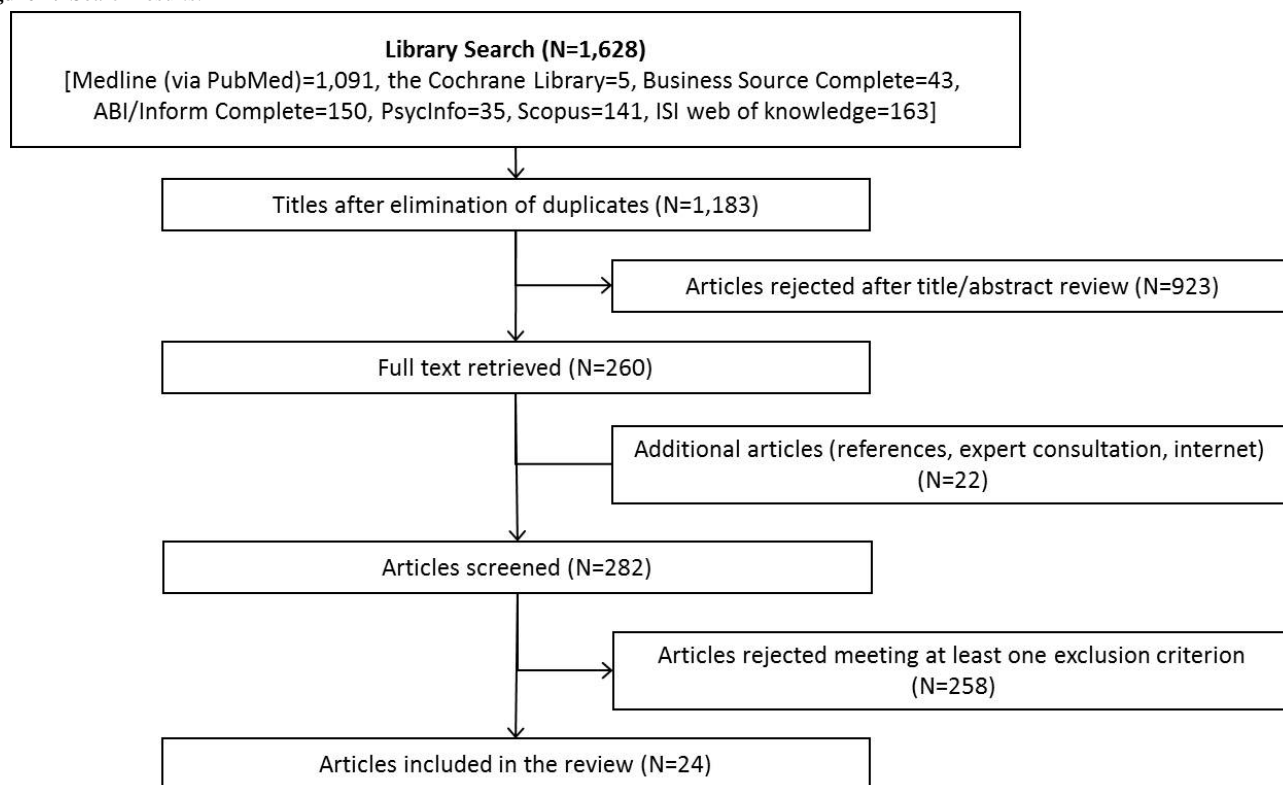 Library Search (N=1,628)
[Medline (via PubMed)=1,091, the Cochrane Library=5, Business Source Complete=43,
ABI/Inform Complete=150, PsycInfo=35, Scopus=141, ISI web of knowledge=163]
Titles after elimination of duplicates (N=1,183)
Articles rejected after title/abstract review (N=923)
Full text retrieved (N=260)
Additional articles (references, expert consultation, internet)
(N=22)
Articles screened (N=282)
Articles rejected meeting at least one exclusion criterion
(N=258)
Articles included in the review (N=24)